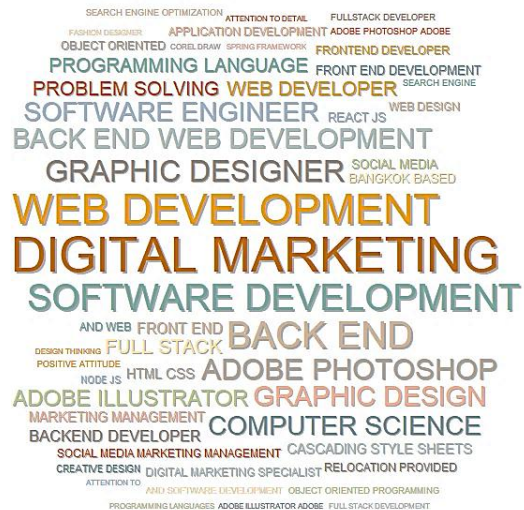 SEARCH ENGINE OPTIMIZATION ATTENTION TO DETAIL FULLSTACK DEVELOPER
FASHION DESIGNER APPLICATION DEVELOPMENT ADOBE PHOTOSHOP ADOBE
OBJECT ORIENTED CORELDRAW SPRING FRAMEWORK FRONTEND DEVELOPER
PROGRAMMING LANGUAGE FRONT END DEVELOPMENT
PROBLEM SOLVING WEB DEVELOPER SEARCH ENGINE
SOFTWARE ENGINEER REACT JS WEB DESIGN
BACK END WEB DEVELOPMENT
GRAPHIC DESIGNER SOCIAL MEDIA
BANGKOK BASED
WEB DEVELOPMENT
DIGITAL MARKETING
SOFTWARE DEVELOPMENT
AND WEB FRONT END BACK END
DESIGN THINKING FULL STACK
POSITIVE ATTITUDE
NODE JS HTML CSS ADOBE PHOTOSHOP
ADOBE ILLUSTRATOR GRAPHIC DESIGN
MARKETING MANAGEMENT COMPUTER SCIENCE
BACKEND DEVELOPER
SOCIAL MEDIA MARKETING MANAGEMENT CASCADING STYLE SHEETS
CREATIVE DESIGN DIGITAL MARKETING SPECIALIST RELOCATION PROVIDED
ATTENTION TO
AND SOFTWARE DEVELOPMENT OBJECT ORIENTED PROGRAMMING
PROGRAMMING LANGUAGES ADOBE ILLUSTRATOR ADOBE FULL STACK DEVELOPMENT